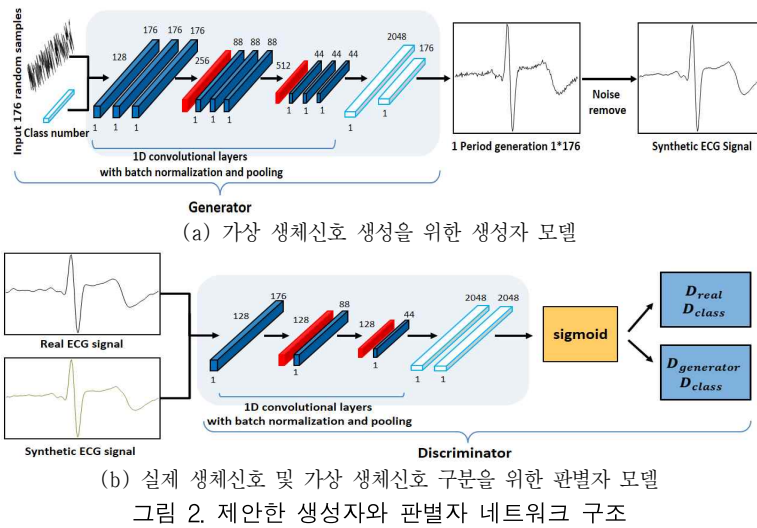 Input 176 random samples
Class number
128
176 176 176
1 1 1
256
88 88 88
1 1 1
512
44 44 44
1 1 1
2048
176
1
1
1D convolutional layers
with batch normalization and pooling
Generator
1 Period generation 1*176
Noise
remove
Synthetic ECG Signal
(a) 가상 생체신호 생성을 위한 생성자 모델
Real ECG signal
Synthetic ECG signal
128
176
1
128
88
1
128
44
1
2048 2048
1 1
1D convolutional layers
with batch normalization and pooling
sigmoid
D_real
D_class
D_generator
D_class
Discriminator
(b) 실제 생체신호 및 가상 생체신호 구분을 위한 판별자 모델
그림 2. 제안한 생성자와 판별자 네트워크 구조